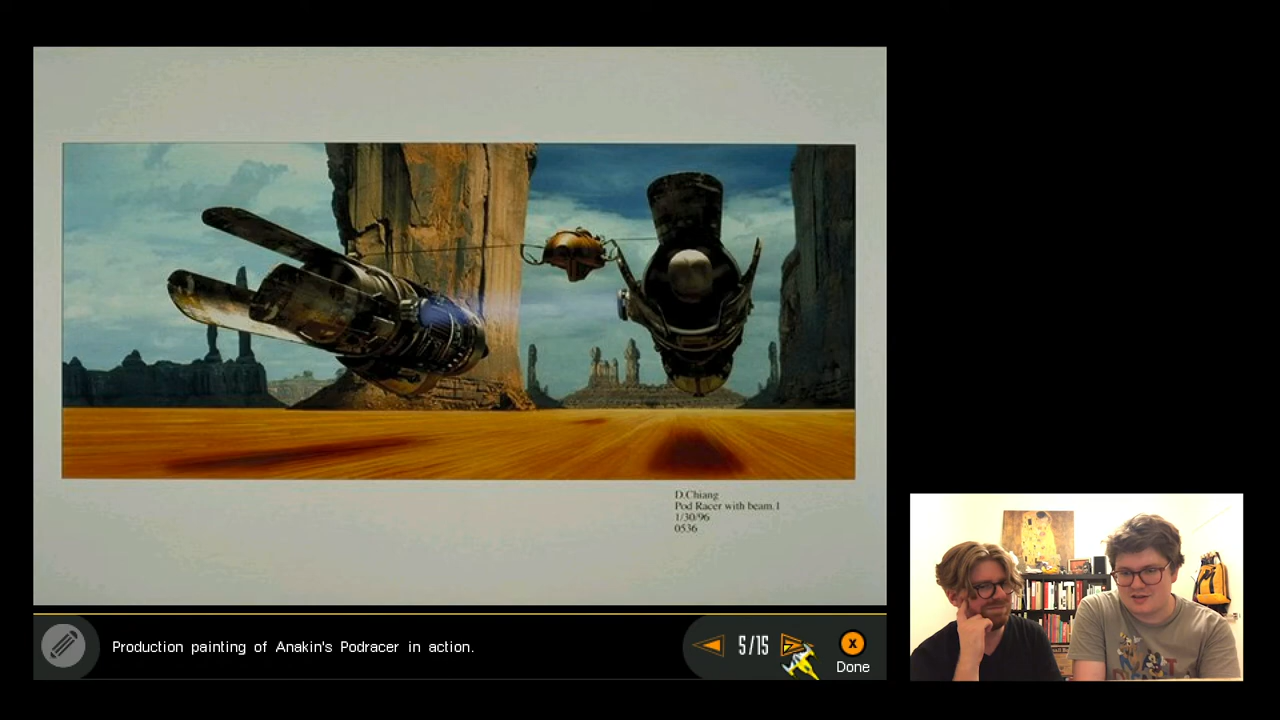 D.Chiang
Pod Racer with beam.1
1/30/96
0536
Production painting of Anakin's Podracer in action.
5/15
X
Done